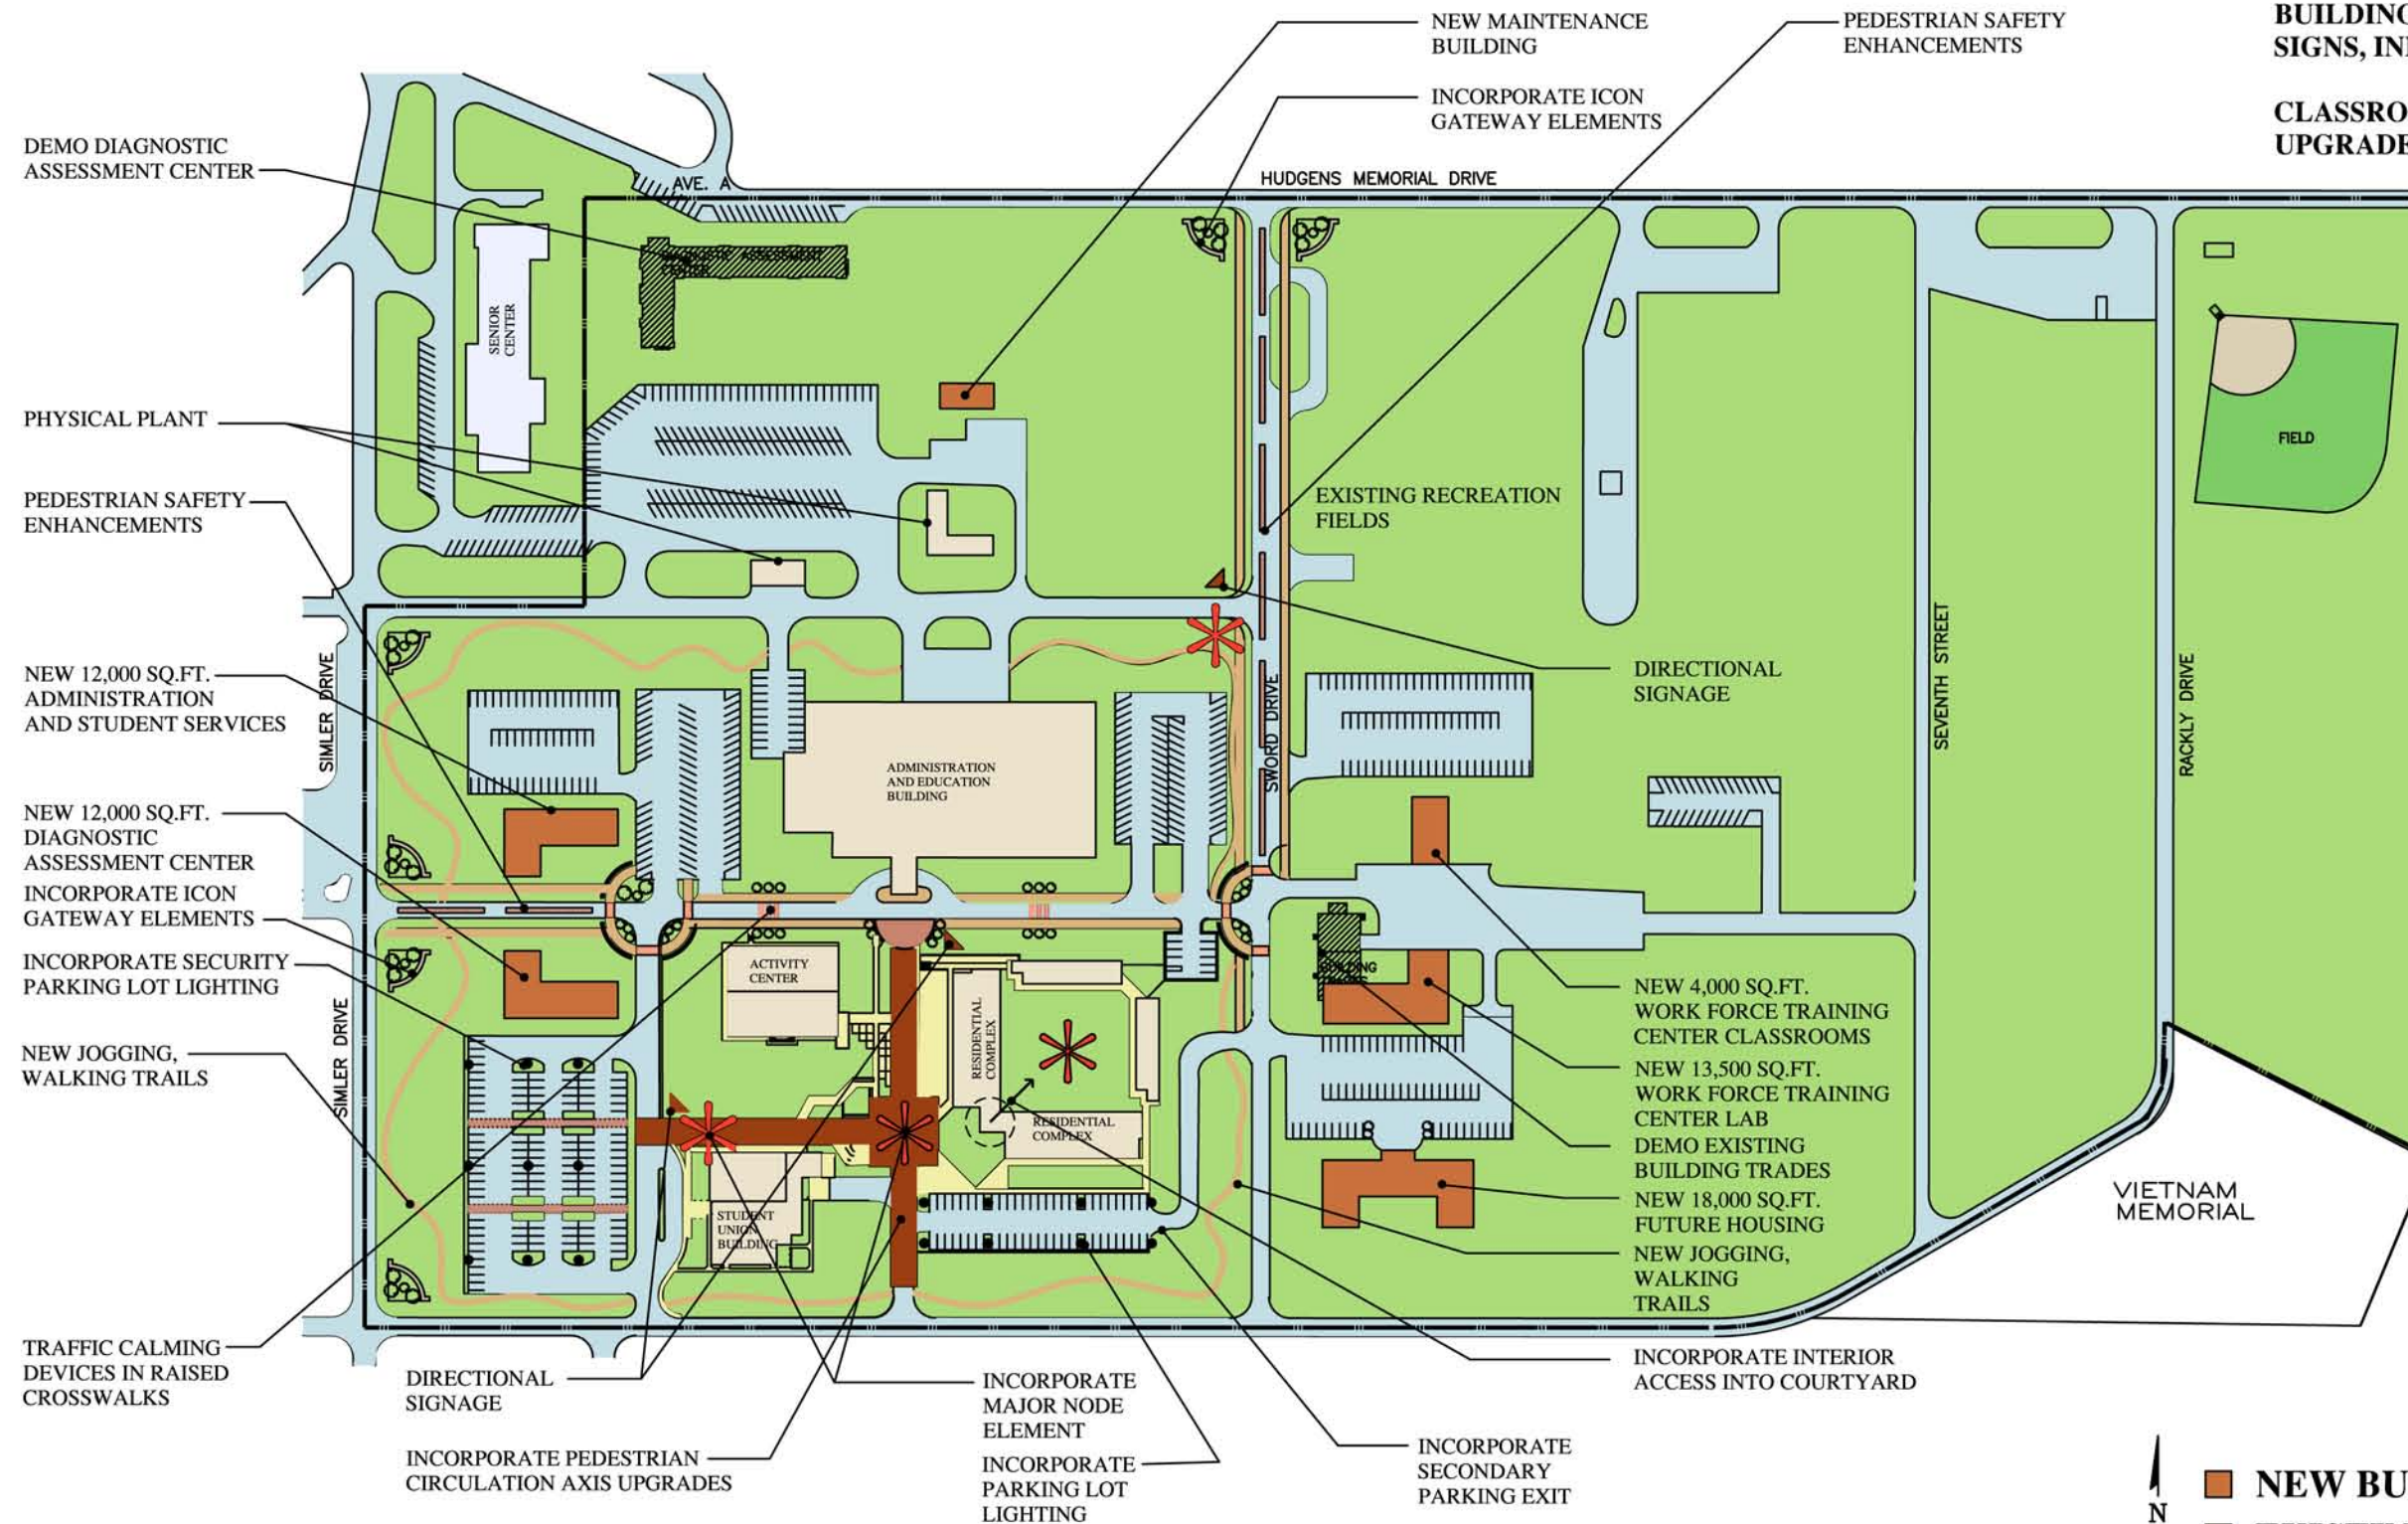 NEW MAINTENANCE
BUILDING
PEDESTRIAN SAFETY
ENHANCEMENTS
SIGNS,
INCORPORATE ICON
GATEWAY ELEMENTS
DEMO DIAGNOSTIC
ASSESSMENT CENTER
AVE. A
HUDGENS MEMORIAL DRIVE
DIAGNOSTIC ASSESSMENT
CENTER
SENIOR
CENTER
PHYSICAL PLANT
FIELD
PEDESTRIAN SAFETY
ENHANCEMENTS
EXISTING RECREATION
FIELDS
NEW 12,000 SQ.FT.
ADMINISTRATION
AND STUDENT SERVICES
SIMLER DRIVE
DIRECTIONAL
SIGNAGE
SWORD DRIVE
SEVENTH STREET
RACKLY DRIVE
ADMINISTRATION
AND EDUCATION
BUILDING
NEW 12,000 SQ.FT.
DIAGNOSTIC
ASSESSMENT CENTER
INCORPORATE ICON
GATEWAY ELEMENTS
INCORPORATE SECURITY
PARKING LOT LIGHTING
ACTIVITY
CENTER
SIMLER DRIVE
RESIDENTIAL
COMPLEX
NEW 4,000 SQ.FT.
WORK FORCE TRAINING
CENTER CLASSROOMS
NEW JOGGING,
WALKING TRAILS
NEW 13,500 SQ.FT.
WORK FORCE TRAINING
CENTER LAB
RESIDENTIAL
COMPLEX
DEMO EXISTING
BUILDING TRADES
NEW 18,000 SQ.FT.
FUTURE HOUSING
STUDENT
UNION
BUILDING
NEW JOGGING,
WALKING
TRAILS
VIETNAM
MEMORIAL
TRAFFIC CALMING
DEVICES IN RAISED
CROSSWALKS
DIRECTIONAL
SIGNAGE
INCORPORATE
MAJOR NODE
ELEMENT
INCORPORATE INTERIOR
ACCESS INTO COURTYARD
INCORPORATE PEDESTRIAN
CIRCULATION AXIS UPGRADES
INCORPORATE
PARKING LOT
LIGHTING
INCORPORATE
SECONDARY
PARKING EXIT
N
NEW